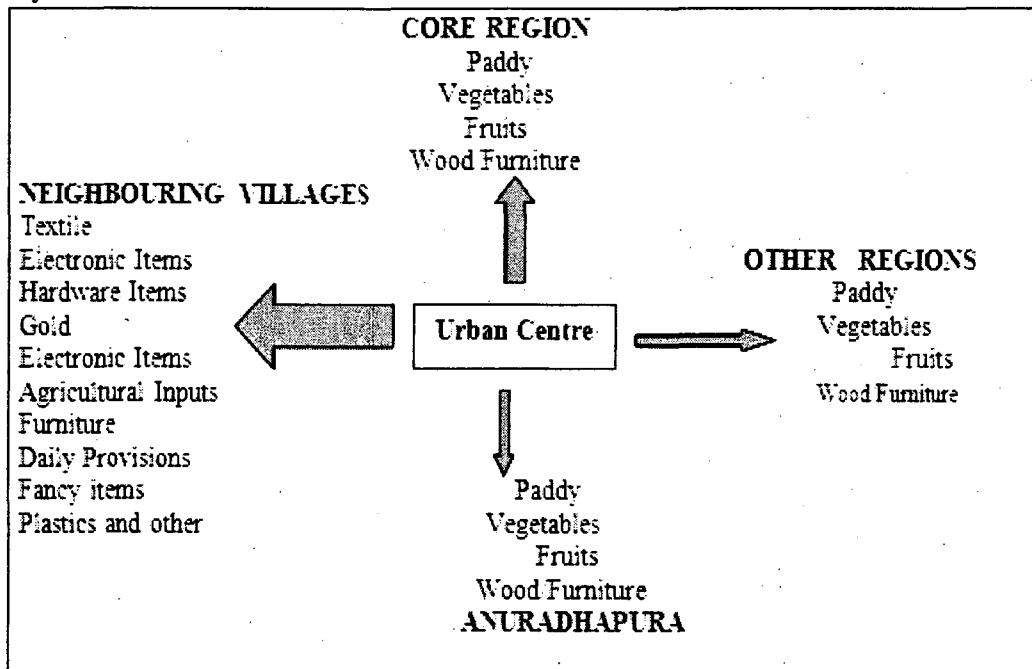 CORE REGION
Paddy
Vegetables
Fruits
Wood Furniture
NEIGHBOURING VILLAGES
Textile
Electronic Items
Hardware Items
Gold
Electronic Items
Agricultural Inputs
Furniture
Daily Provisions
Fancy items
Plastics and other
Urban Centre
OTHER REGIONS
Paddy
Vegetables
Fruits
Wood Furniture
Paddy
Vegetables
Fruits
Wood Furniture
ANURADHAPURA